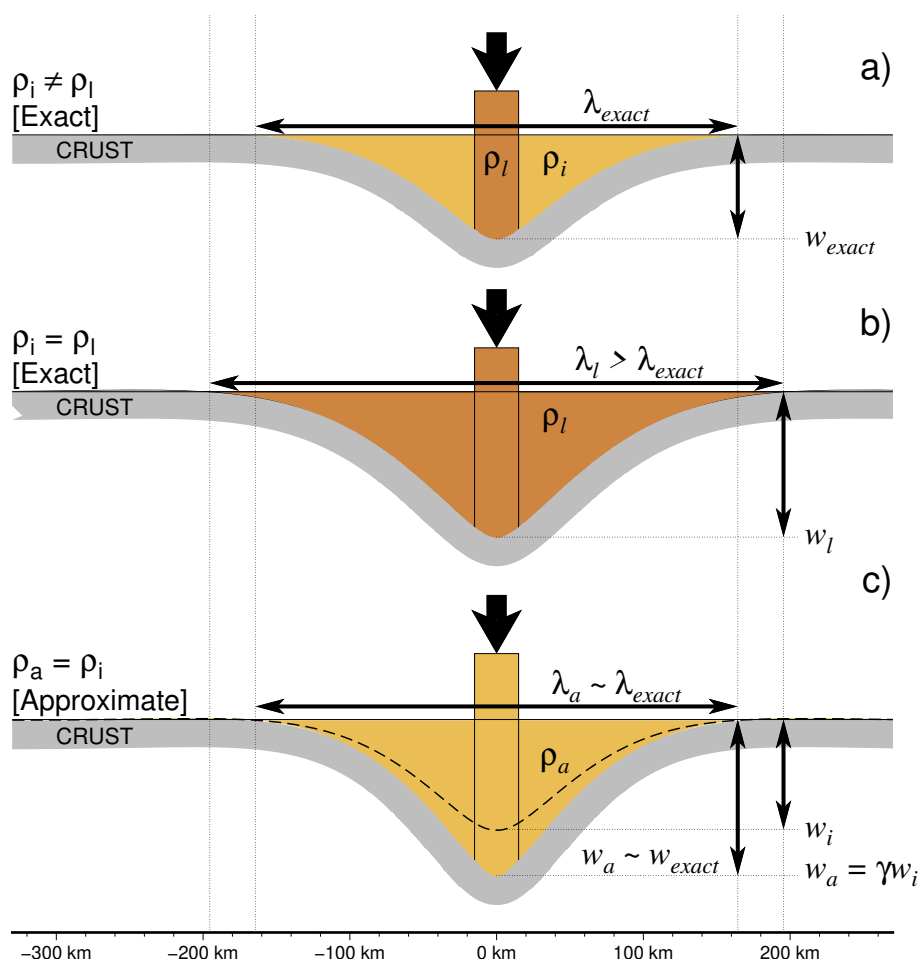 a)
ρi ≠ ρl
[Exact]
λexact
CRUST
ρl
ρi
wexact
b)
ρi = ρl
[Exact]
λl > λexact
CRUST
ρl
wl
c)
ρa = ρi
[Approximate]
λa ~ λexact
CRUST
ρa
wi
wa ~ wexact
wa = γwi
−300 km −200 km −100 km 0 km 100 km 200 km